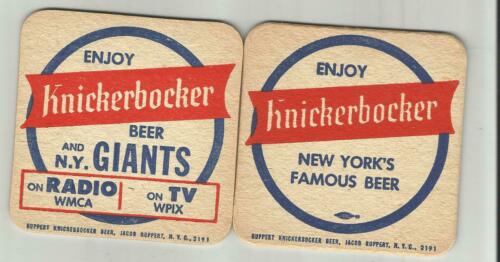 ENJOY
Knickerbocker
BEER
AND
N.Y. GIANTS
ON RADIO
WMCA
ON TV
WPIX
RUPPERT KNICKERBOCKER BEER, JACOB RUPPERT, N.Y.C., 2191
ENJOY
Knickerbocker
NEW YORK'S
FAMOUS BEER
RUPPERT KNICKERBOCKER BEER, JACOB RUPPERT, N.Y.C., 2191